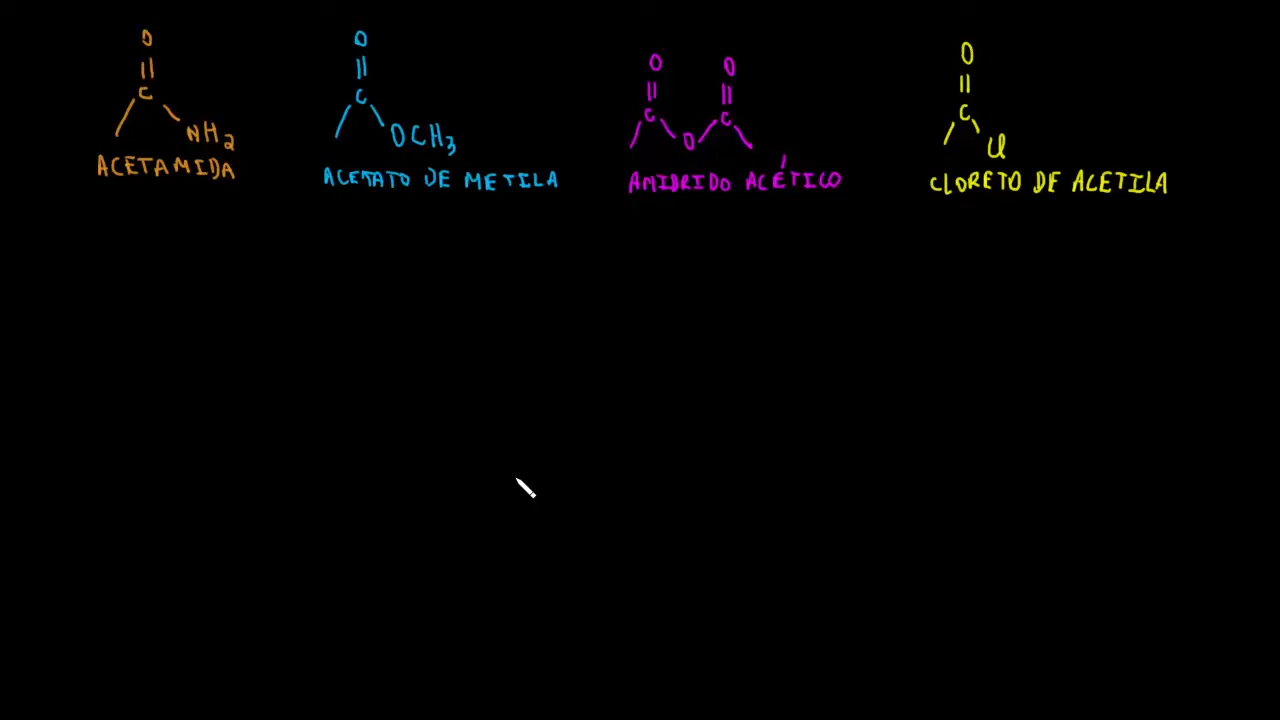 O
C
NH2
ACETAMIDA
O
C
OCH3
ACETATO DE METILA
O O
C C
O
ANIDRIDO ACÉTICO
O
C
Cl
CLORETO DE ACETILA